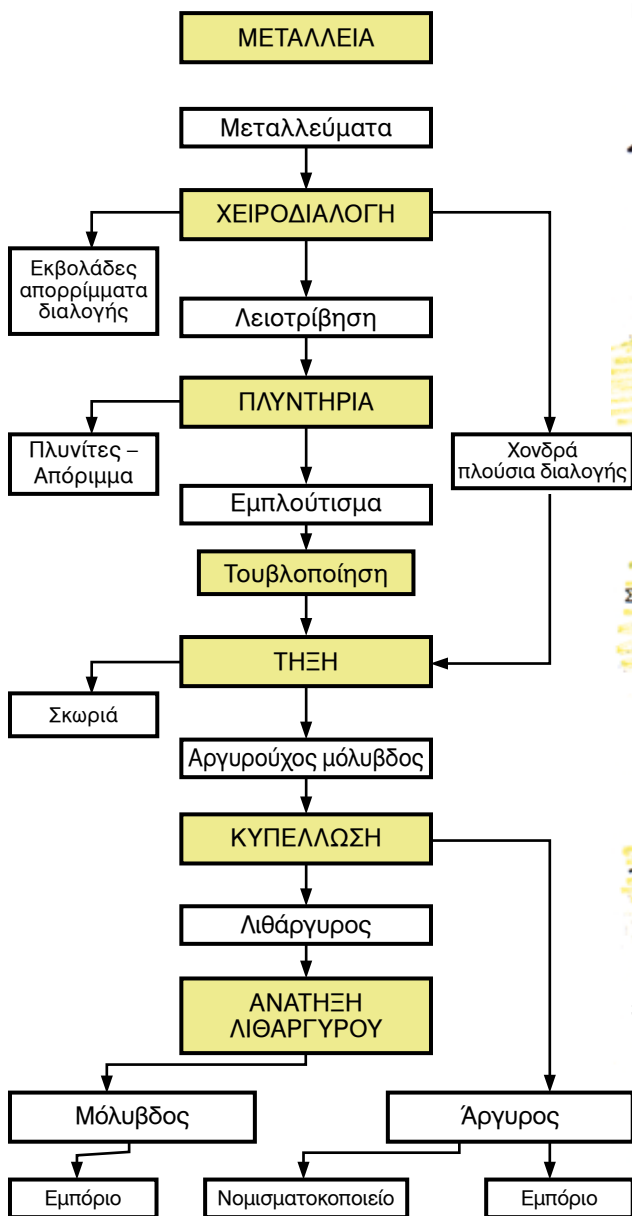 ΜΕΤΑΛΛΕΙΑ
Μεταλλεύματα
ΧΕΙΡΟΔΙΑΛΟΓΗ
Εκβολάδες
απορρίμματα
διαλογής
Λειοτρίβηση
ΠΛΥΝΤΗΡΙΑ
Πλυνίτες –
Απόριμμα
Χονδρά
πλούσια διαλογής
Εμπλούτισμα
Τουβλοποίηση
ΤΗΞΗ
Σκωριά
Αργυρούχος μόλυβδος
ΚΥΠΕΛΛΩΣΗ
Λιθάργυρος
ΑΝΑΤΗΞΗ
ΛΙΘΑΡΓΥΡΟΥ
Μόλυβδος
Άργυρος
Εμπόριο
Νομισματοκοποιείο
Εμπόριο